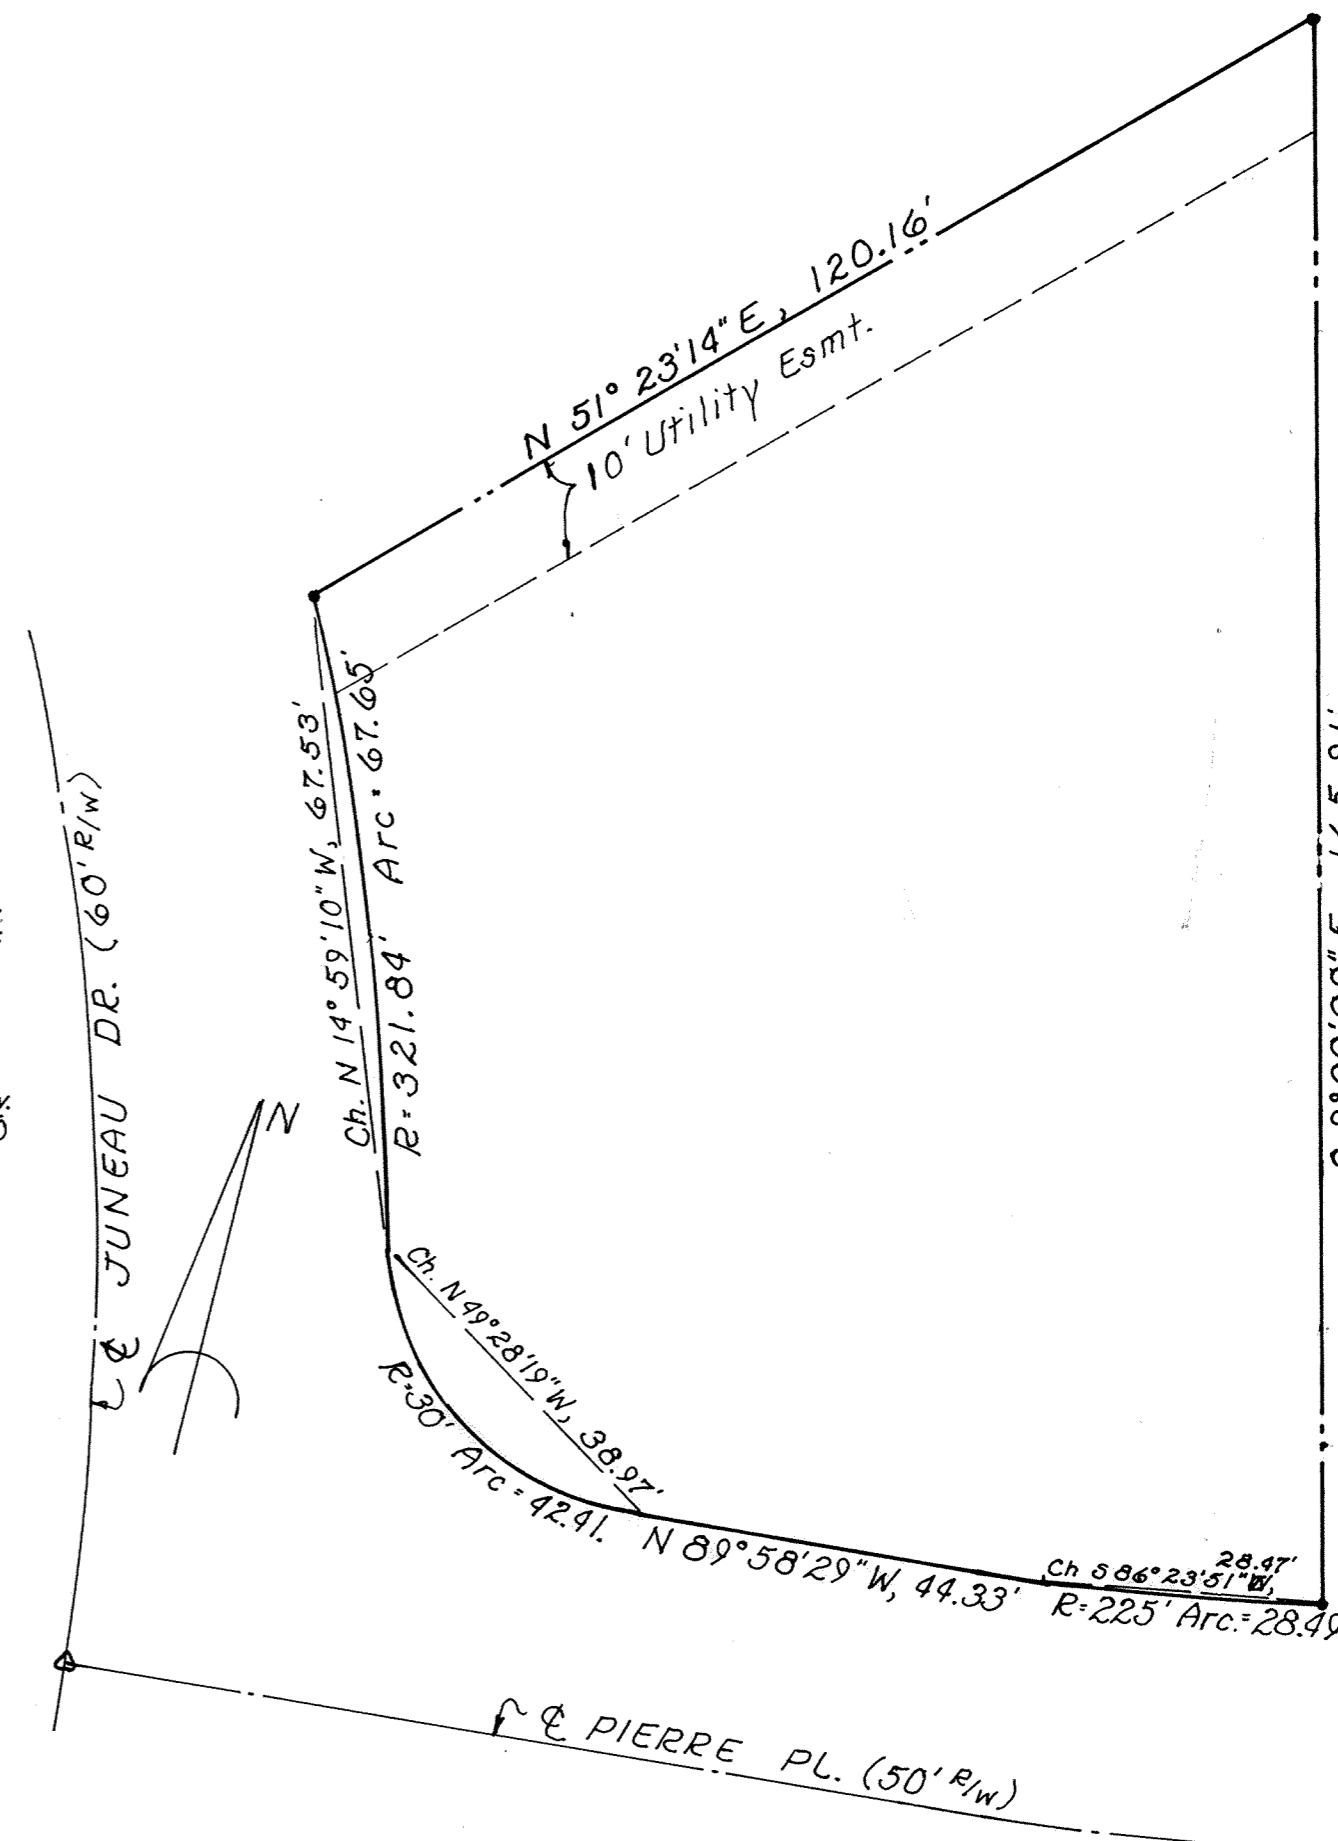 N 51° 23'14" E, 120.16'
10' Utility Esmt.
Ch. N 14° 59'10" W, 67.53'
R=321.84' Arc=67.65'
℄ JUNEAU DR. (60' R/W)
N
Ch. N 49°28'19" W, 38.97'
R=30' Arc=42.41.
N 89°58'29" W, 44.33'
Ch S 86°23'51" W, 28.47'
R=225' Arc.=28.49
℄ PIERRE PL. (50' R/W)